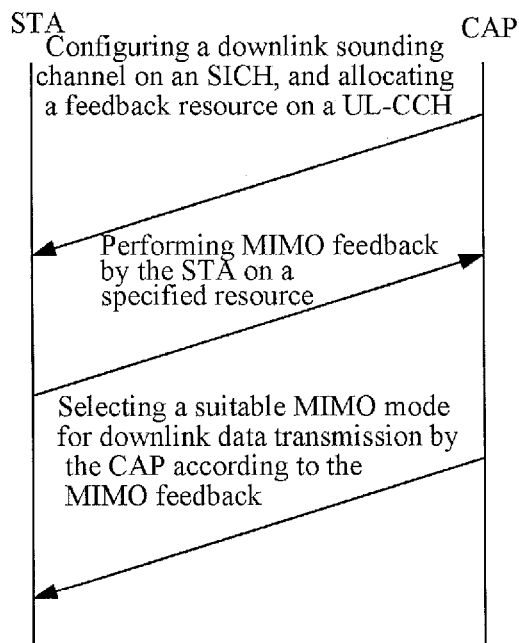 STA
CAP
Configuring a downlink sounding
channel on an SICH, and allocating
a feedback resource on a UL-CCH
Performing MIMO feedback
by the STA on a
specified resource
Selecting a suitable MIMO mode
for downlink data transmission by
the CAP according to the
MIMO feedback